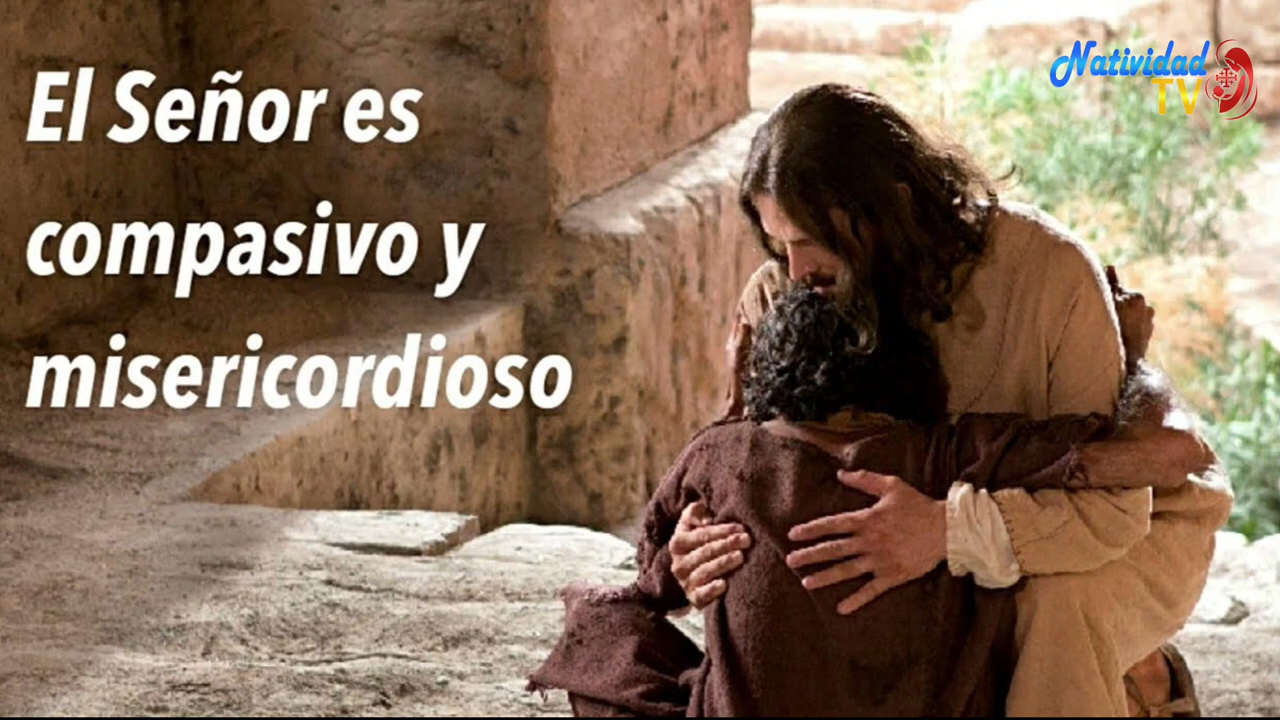 El Señor es
compasivo y
misericordioso
Natividad
TV